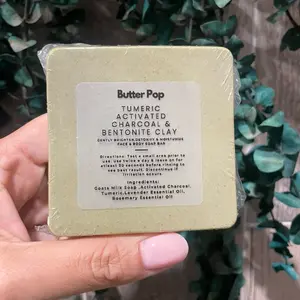 Butter Pop
TUMERIC
ACTIVATED
CHARCOAL &
BENTONITE CLAY
GENTLY BRIGHTEN,DETOXIFY & MOISTURIZE
FACE & BODY SOAP BAR
Directions: Test a small area prior to
use. Use twice a day & leave on for
atleast 30 seconds before rinsing to
see best result. Discontinue if
irritation occurs
Ingredients:
Goats Milk Soap ,Activated Charcoal,
Tumeric,Lavender Essential Oil,
Rosemary Essential Oil,